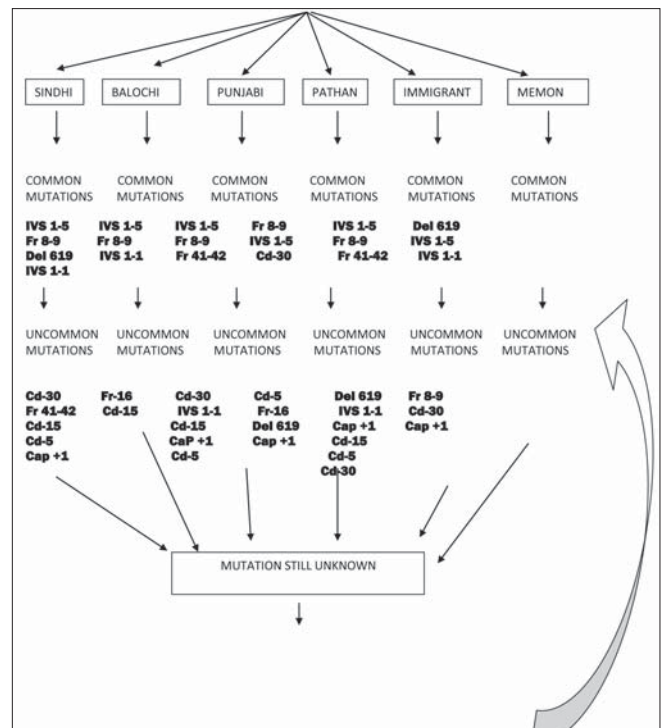 SINDHI
BALOCHI
PUNJABI
PATHAN
IMMIGRANT
MEMON
COMMON
MUTATIONS
COMMON
MUTATIONS
COMMON
MUTATIONS
COMMON
MUTATIONS
COMMON
MUTATIONS
COMMON
MUTATIONS
IVS 1-5
Fr 8-9
Del 619
IVS 1-1
IVS 1-5
Fr 8-9
IVS 1-1
IVS 1-5
Fr 8-9
Fr 41-42
Fr 8-9
IVS 1-5
Cd-30
IVS 1-5
Fr 8-9
Fr 41-42
Del 619
IVS 1-5
IVS 1-1
UNCOMMON
MUTATIONS
UNCOMMON
MUTATIONS
UNCOMMON
MUTATIONS
UNCOMMON
MUTATIONS
UNCOMMON
MUTATIONS
UNCOMMON
MUTATIONS
Cd-30
Fr 41-42
Cd-15
Cd-5
Cap +1
Fr-16
Cd-15
Cd-30
IVS 1-1
Cd-15
CaP +1
Cd-5
Cd-5
Fr-16
Del 619
Cap +1
Del 619
IVS 1-1
Cap +1
Cd-15
Cd-5
Cd-30
Fr 8-9
Cd-30
Cap +1
MUTATION STILL UNKNOWN